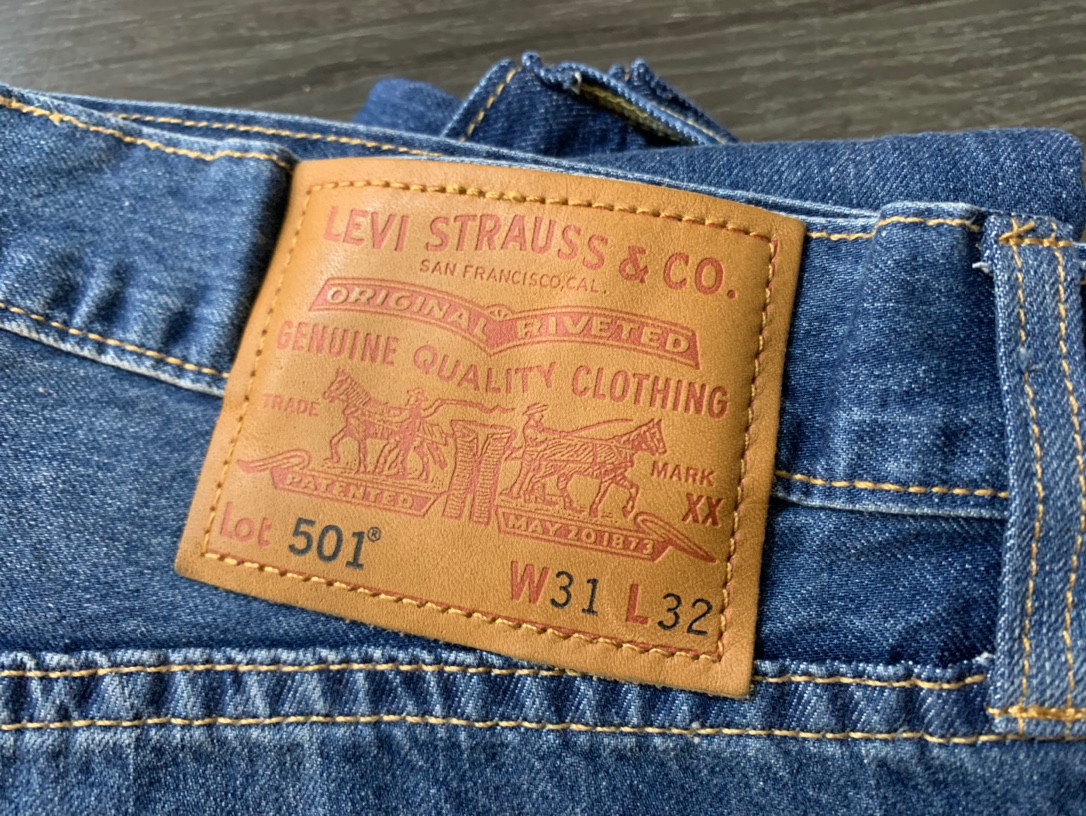 LEVI STRAUSS & CO.
SAN FRANCISCO, CAL.
ORIGINAL RIVETED
GENUINE QUALITY CLOTHING
TRADE MARK
XX
PATENTED MAY 20 1873
Lot 501®
W31 L32